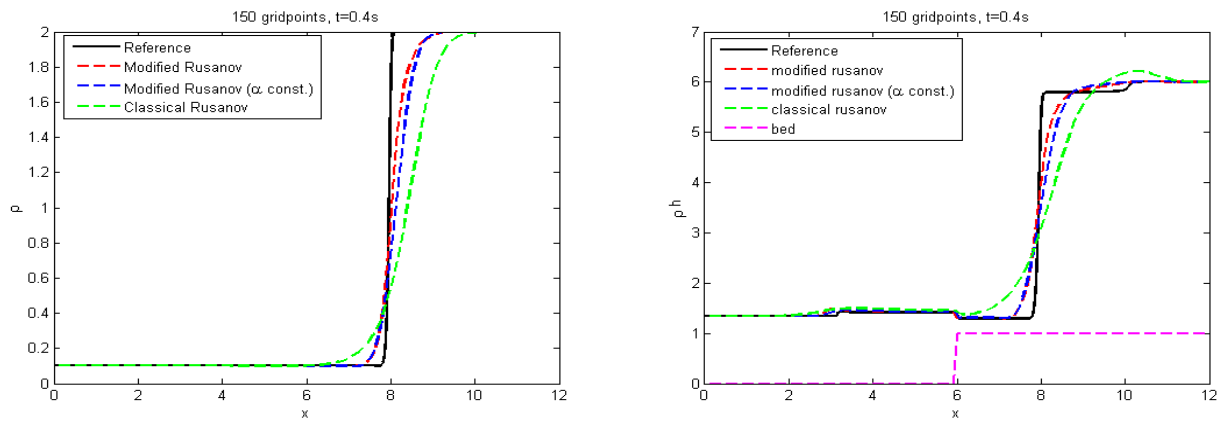 150 gridpoints, t=0.4s
2
1.8
1.6
1.4
1.2
1
0.8
0.6
0.4
0.2
0
ρ
Reference
Modified Rusanov
Modified Rusanov (α const.)
Classical Rusanov
0 2 4 6 8 10 12
x
150 gridpoints, t=0.4s
7
6
5
4
3
2
1
0
ρ h
Reference
modified rusanov
modified rusanov (α const.)
classical rusanov
bed
0 2 4 6 8 10 12
x